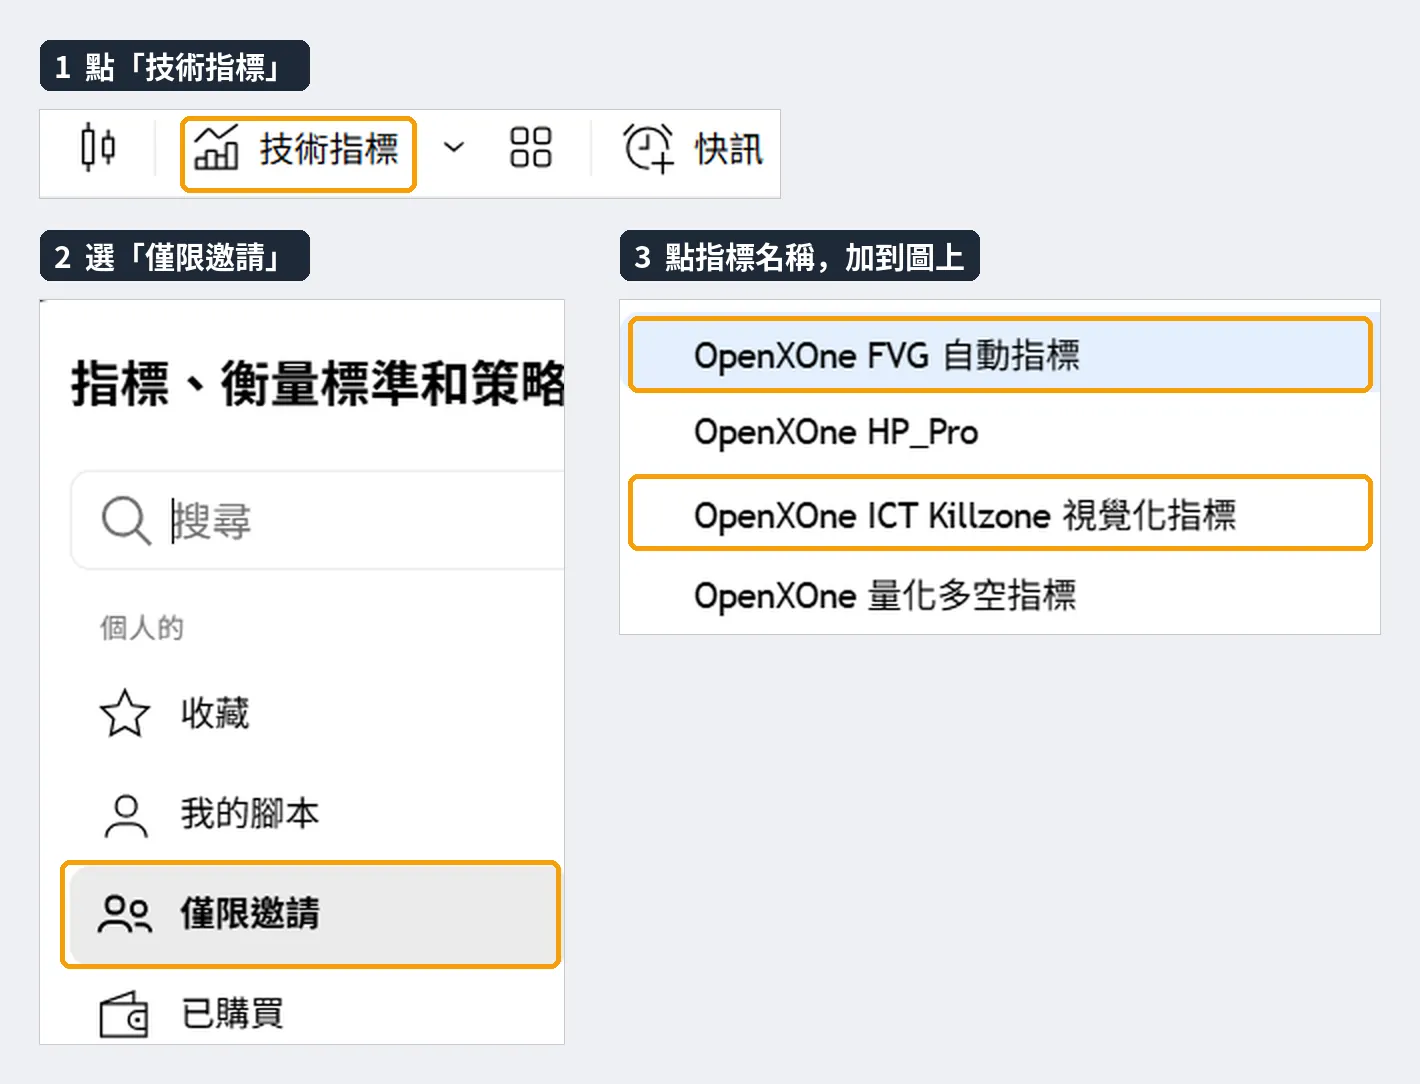 1 點「技術指標」
技術指標 快訊
2 選「僅限邀請」
指標、衡量標準和策略
搜尋
個人的
收藏
我的腳本
僅限邀請
已購買
3 點指標名稱，加到圖上
OpenXOne FVG 自動指標
OpenXOne HP_Pro
OpenXOne ICT Killzone 視覺化指標
OpenXOne 量化多空指標